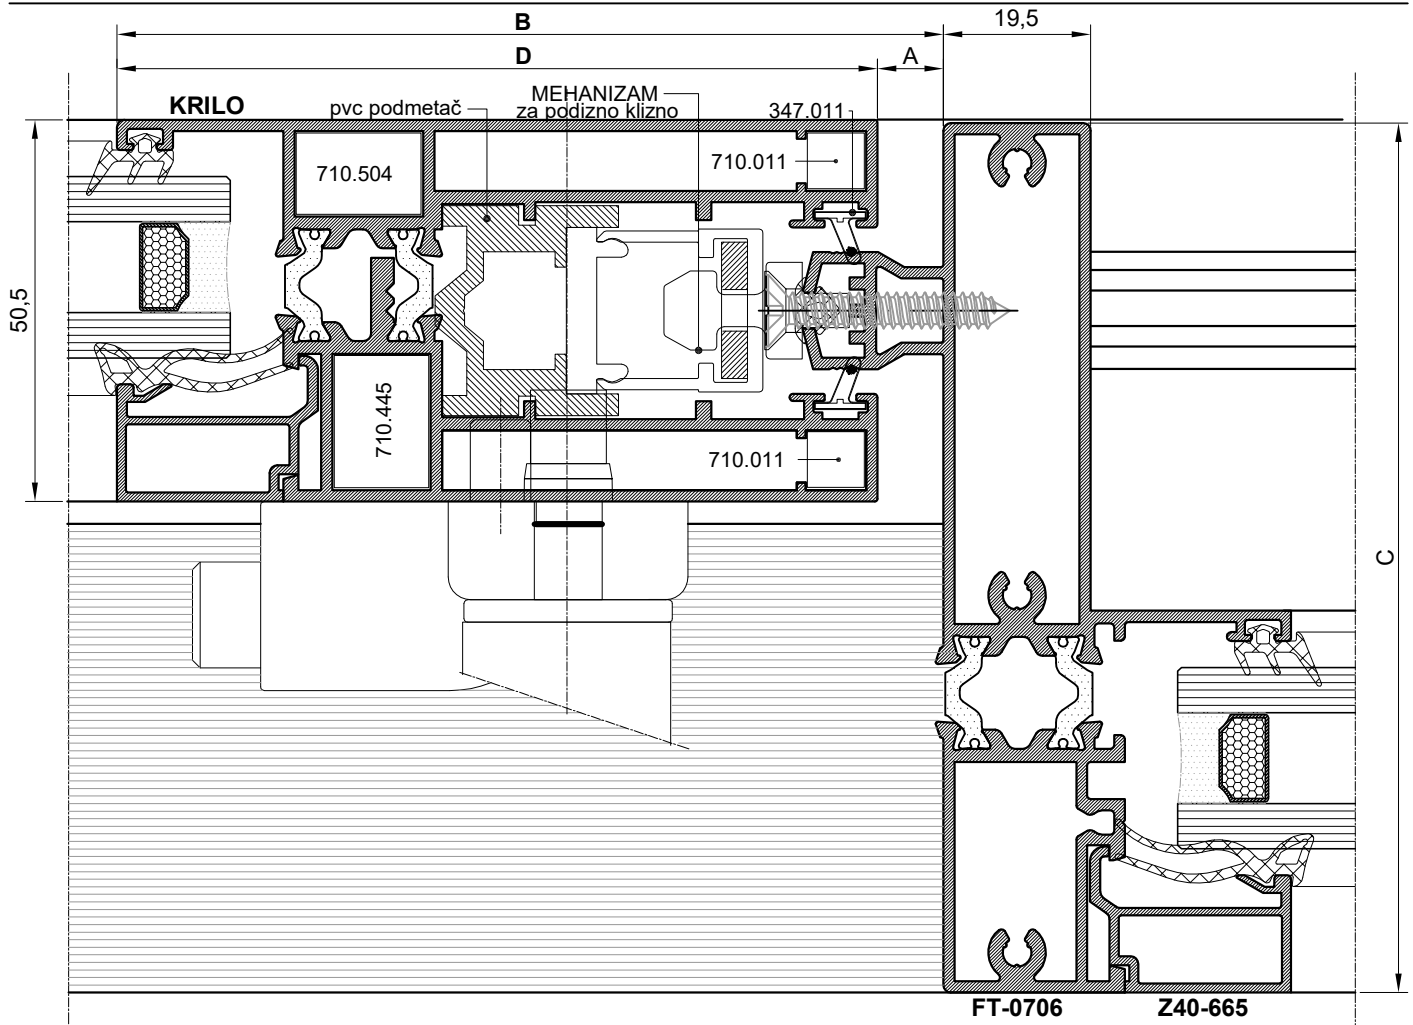 B
19,5
D
A
KRILO
pvc podmetač
MEHANIZAM
za podizno klizno
347.011
710.504
710.011
50,5
710.445
710.011
C
FT-0706
Z40-665